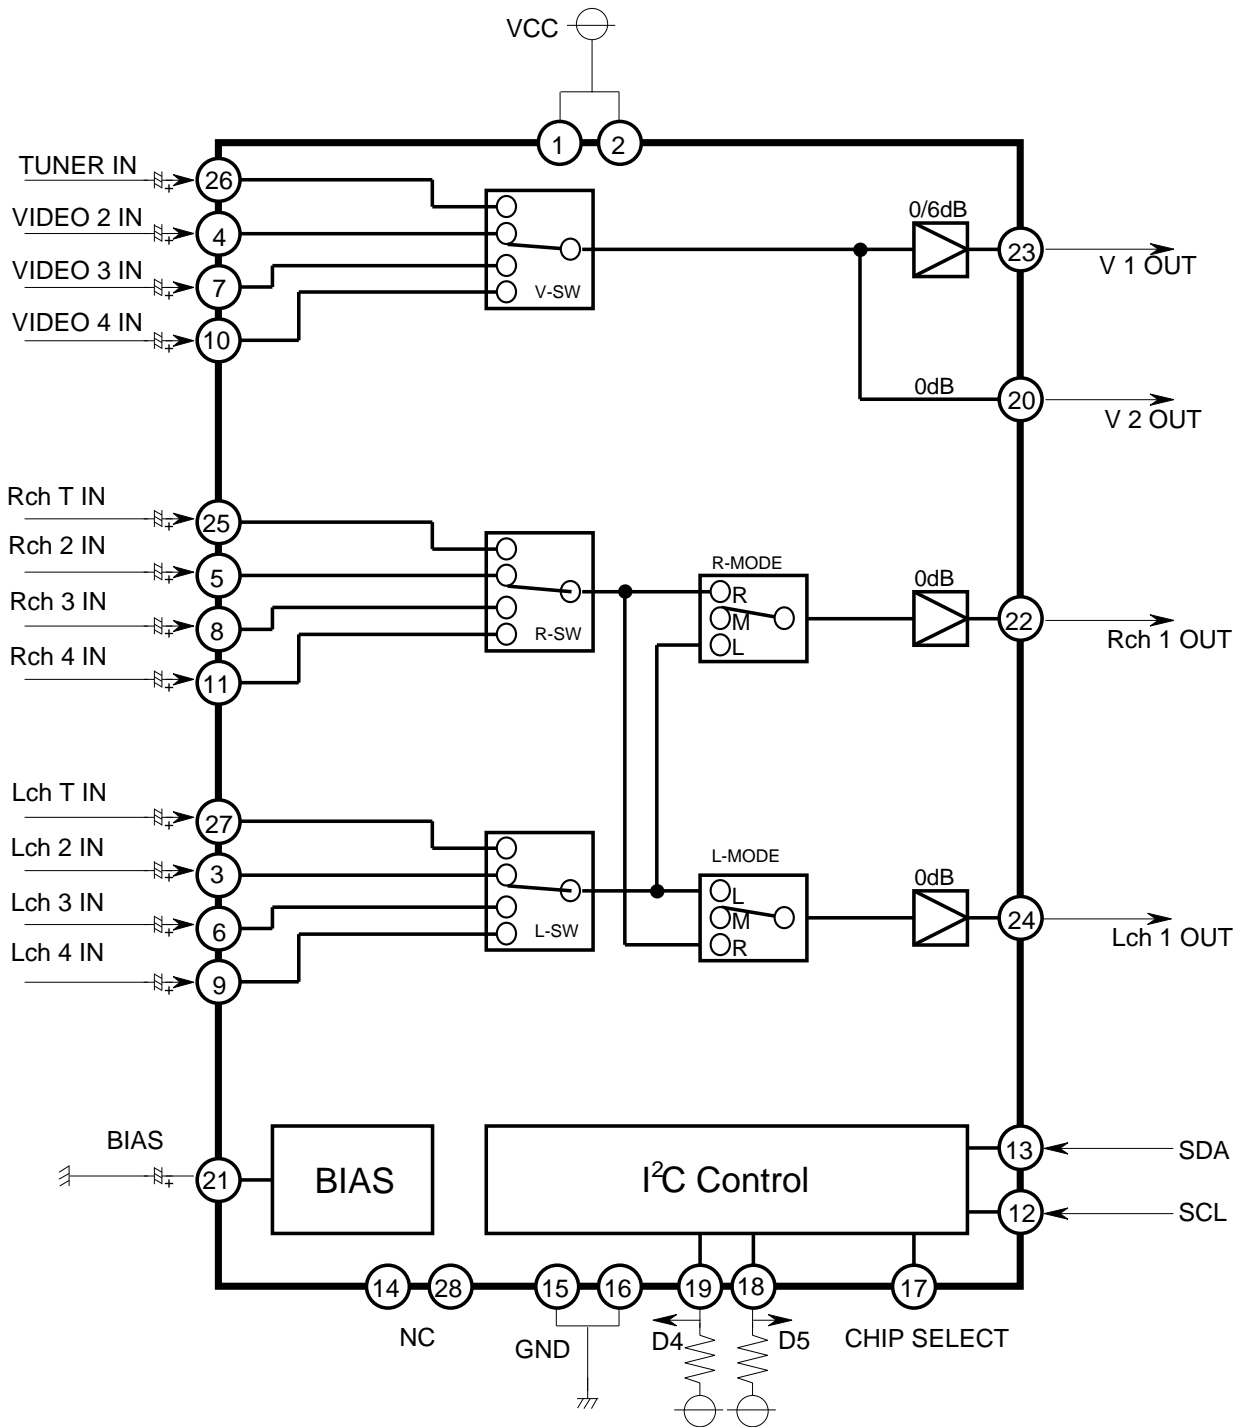 VCC
1 2
TUNER IN
26
VIDEO 2 IN
4
VIDEO 3 IN
7
VIDEO 4 IN
10
V-SW
0/6dB
23
V 1 OUT
0dB
20
V 2 OUT
Rch T IN
25
Rch 2 IN
5
Rch 3 IN
8
Rch 4 IN
11
R-SW
R-MODE
R
M
L
0dB
22
Rch 1 OUT
Lch T IN
27
Lch 2 IN
3
Lch 3 IN
6
Lch 4 IN
9
L-SW
L-MODE
L
M
R
0dB
24
Lch 1 OUT
BIAS
21
BIAS
I²C Control
13
SDA
12
SCL
14 28 15 16 19 18 17
NC
GND
D4
D5
CHIP SELECT